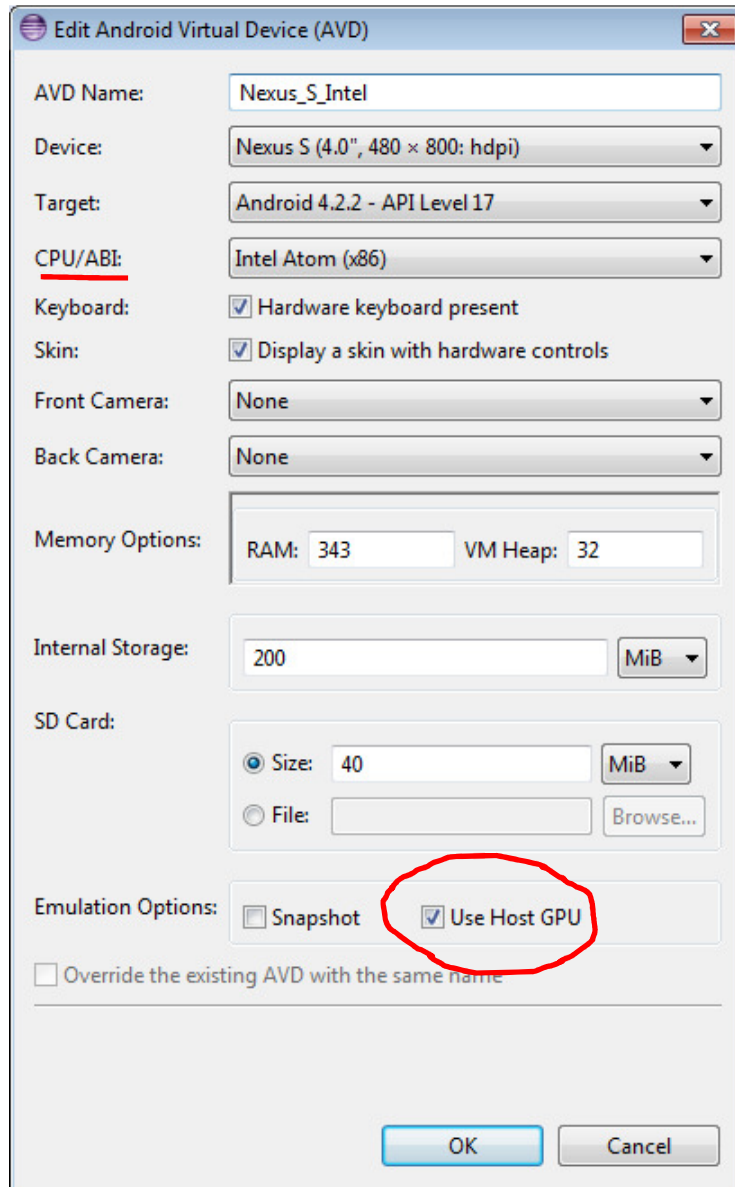 Edit Android Virtual Device (AVD)
AVD Name: Nexus_S_Intel
Device: Nexus S (4.0", 480 × 800: hdpi)
Target: Android 4.2.2 - API Level 17
CPU/ABI: Intel Atom (x86)
Keyboard: Hardware keyboard present
Skin: Display a skin with hardware controls
Front Camera: None
Back Camera: None
Memory Options: RAM: 343 VM Heap: 32
Internal Storage: 200 MiB
SD Card:
Size: 40 MiB
File: Browse...
Emulation Options: Snapshot Use Host GPU
Override the existing AVD with the same name
OK Cancel